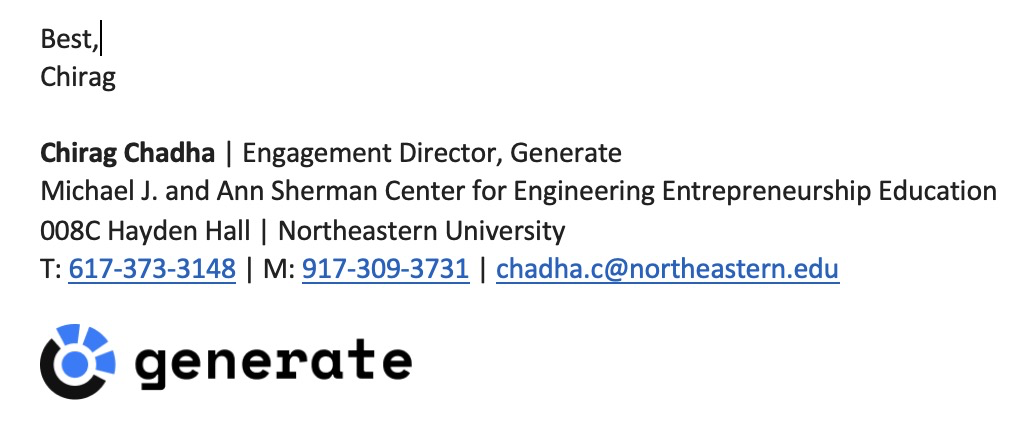 Best,
Chirag
Chirag Chadha | Engagement Director, Generate
Michael J. and Ann Sherman Center for Engineering Entrepreneurship Education
008C Hayden Hall | Northeastern University
T: 617-373-3148 | M: 917-309-3731 | chadha.c@northeastern.edu
generate